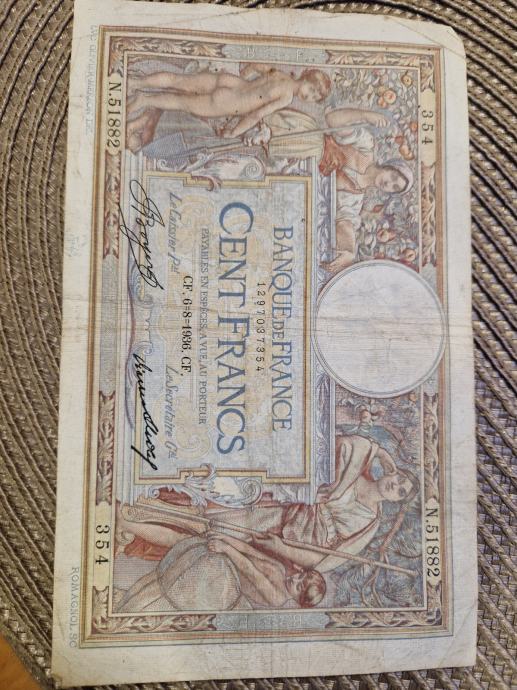 N.51882
354
BANQUE DE FRANCE
1297037354
CENT FRANCS
PAYABLES EN ESPÈCES, A VUE, AU PORTEUR
CF. 6=8=1936. CF.
Le Caissier Pal
Le Secrétaire Gal
354
N.51882
ROMAGNOL SC